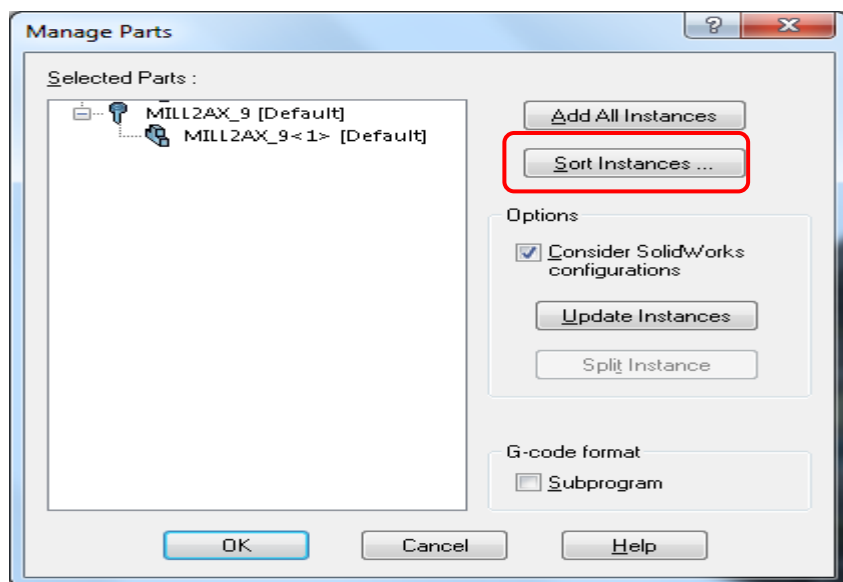 Manage Parts
Selected Parts :
MILL2AX_9 [Default]
MILL2AX_9<1> [Default]
Add All Instances
Sort Instances ...
Options
Consider SolidWorks
configurations
Update Instances
Split Instance
G-code format
Subprogram
OK
Cancel
Help